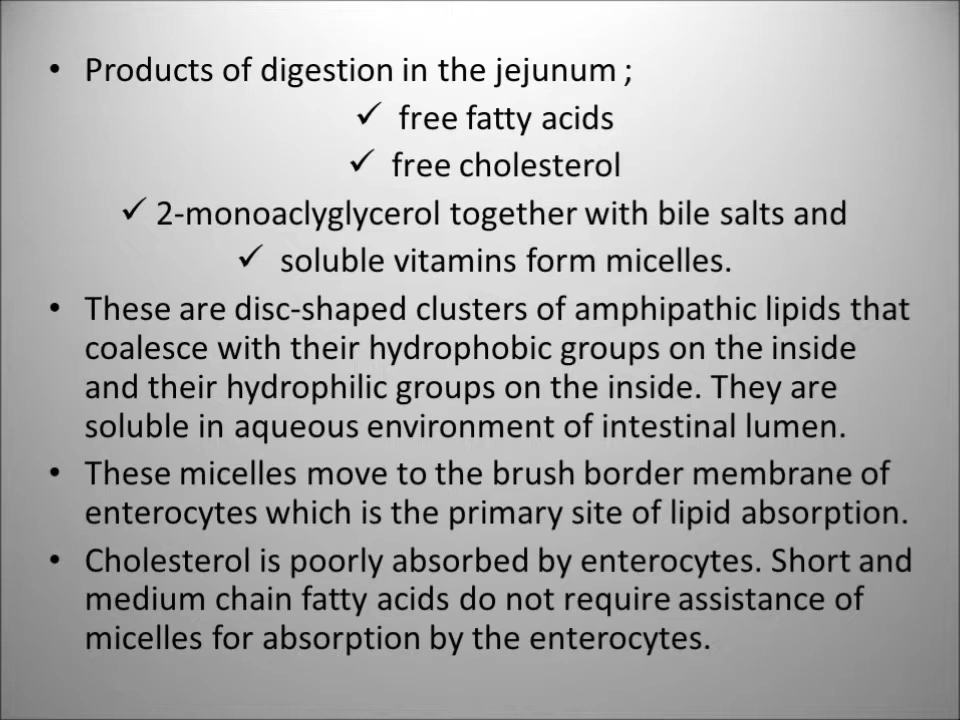 • Products of digestion in the jejunum ;
✓ free fatty acids
✓ free cholesterol
✓ 2-monoaclyglycerol together with bile salts and
✓ soluble vitamins form micelles.
• These are disc-shaped clusters of amphipathic lipids that
coalesce with their hydrophobic groups on the inside
and their hydrophilic groups on the inside. They are
soluble in aqueous environment of intestinal lumen.
• These micelles move to the brush border membrane of
enterocytes which is the primary site of lipid absorption.
• Cholesterol is poorly absorbed by enterocytes. Short and
medium chain fatty acids do not require assistance of
micelles for absorption by the enterocytes.